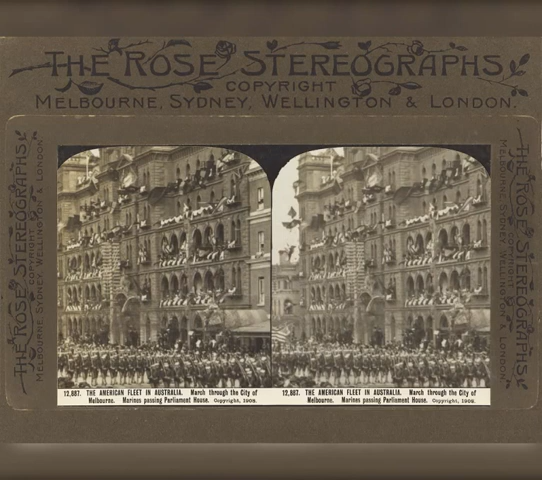 THE ROSE STEREOGRAPHS
COPYRIGHT
MELBOURNE, SYDNEY, WELLINGTON & LONDON.
THE ROSE STEREOGRAPHS
COPYRIGHT
MELBOURNE SYDNEY WELLINGTON & LONDON
12,887. THE AMERICAN FLEET IN AUSTRALIA. March through the City of
Melbourne. Marines passing Parliament House. Copyright, 1908.
12,887. THE AMERICAN FLEET IN AUSTRALIA. March through the City of
Melbourne. Marines passing Parliament House. Copyright, 1908.
THE ROSE STEREOGRAPHS
COPYRIGHT
MELBOURNE SYDNEY WELLINGTON & LONDON